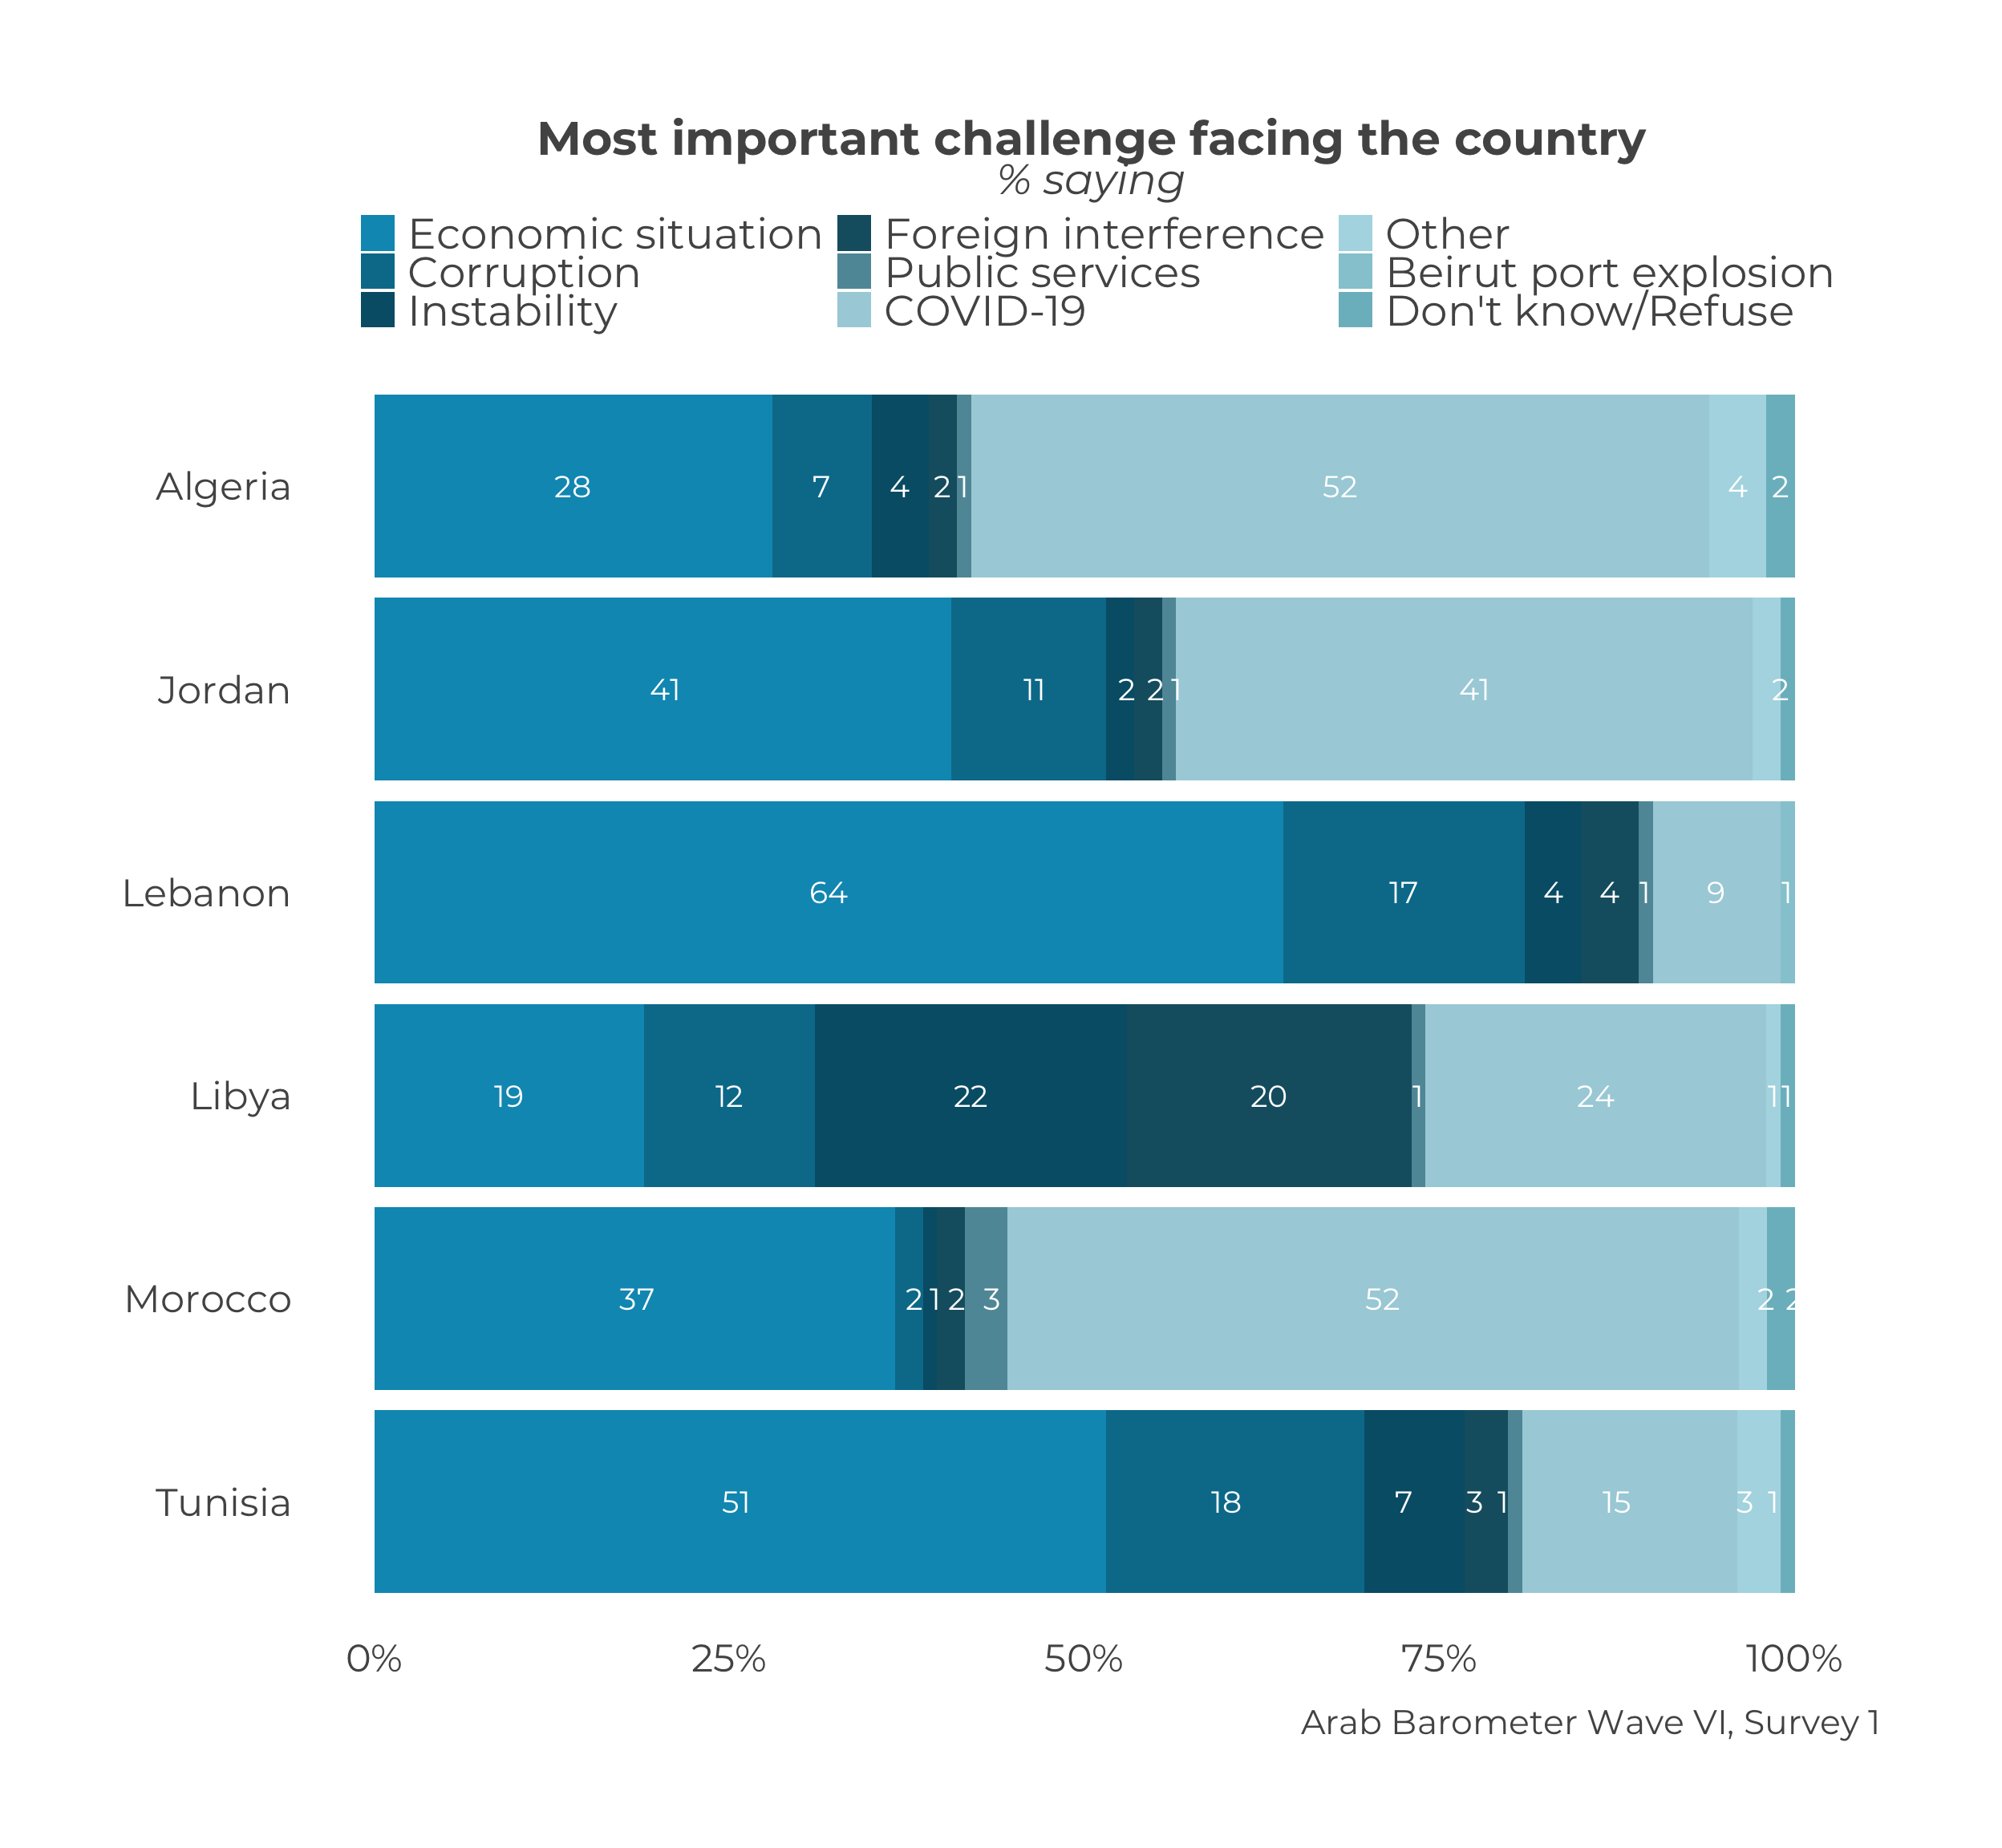 Most important challenge facing the country
% saying
Economic situation Foreign interference Other
Corruption Public services Beirut port explosion
Instability COVID-19 Don't know/Refuse
Algeria 28 7 4 2 1 52 4 2
Jordan 41 11 2 2 1 41 2
Lebanon 64 17 4 4 1 9 1
Libya 19 12 22 20 1 24 1 1
Morocco 37 2 1 2 3 52 2 2
Tunisia 51 18 7 3 1 15 3 1
0% 25% 50% 75% 100%
Arab Barometer Wave VI, Survey 1